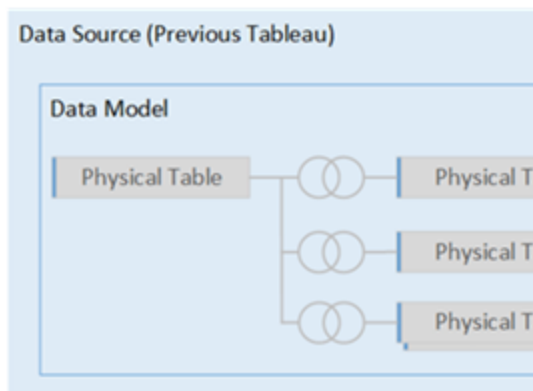 Data Source (Previous Tableau)
Data Model
Physical Table
Physical T
Physical T
Physical T